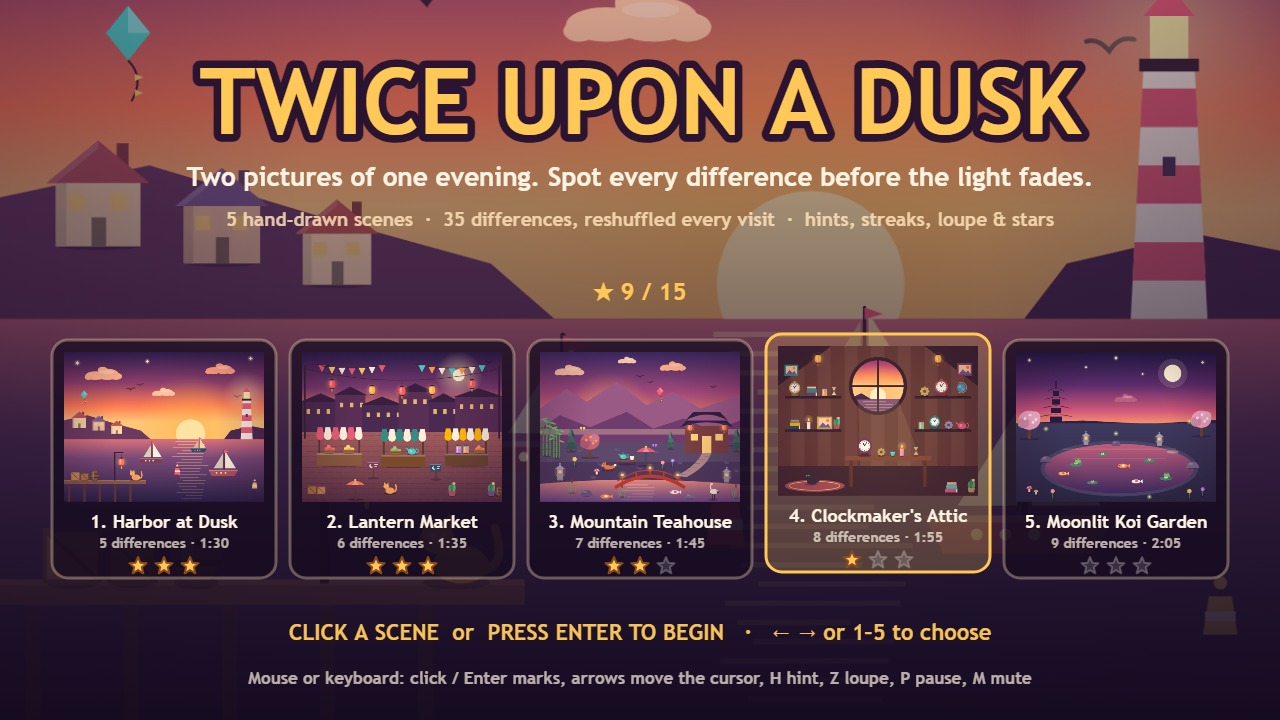 TWICE UPON A DUSK
Two pictures of one evening. Spot every difference before the light fades.
5 hand-drawn scenes · 35 differences, reshuffled every visit · hints, streaks, loupe & stars
★ 9 / 15
1. Harbor at Dusk
5 differences · 1:30
2. Lantern Market
6 differences · 1:35
3. Mountain Teahouse
7 differences · 1:45
4. Clockmaker's Attic
8 differences · 1:55
5. Moonlit Koi Garden
9 differences · 2:05
CLICK A SCENE or PRESS ENTER TO BEGIN · ← → or 1–5 to choose
Mouse or keyboard: click / Enter marks, arrows move the cursor, H hint, Z loupe, P pause, M mute